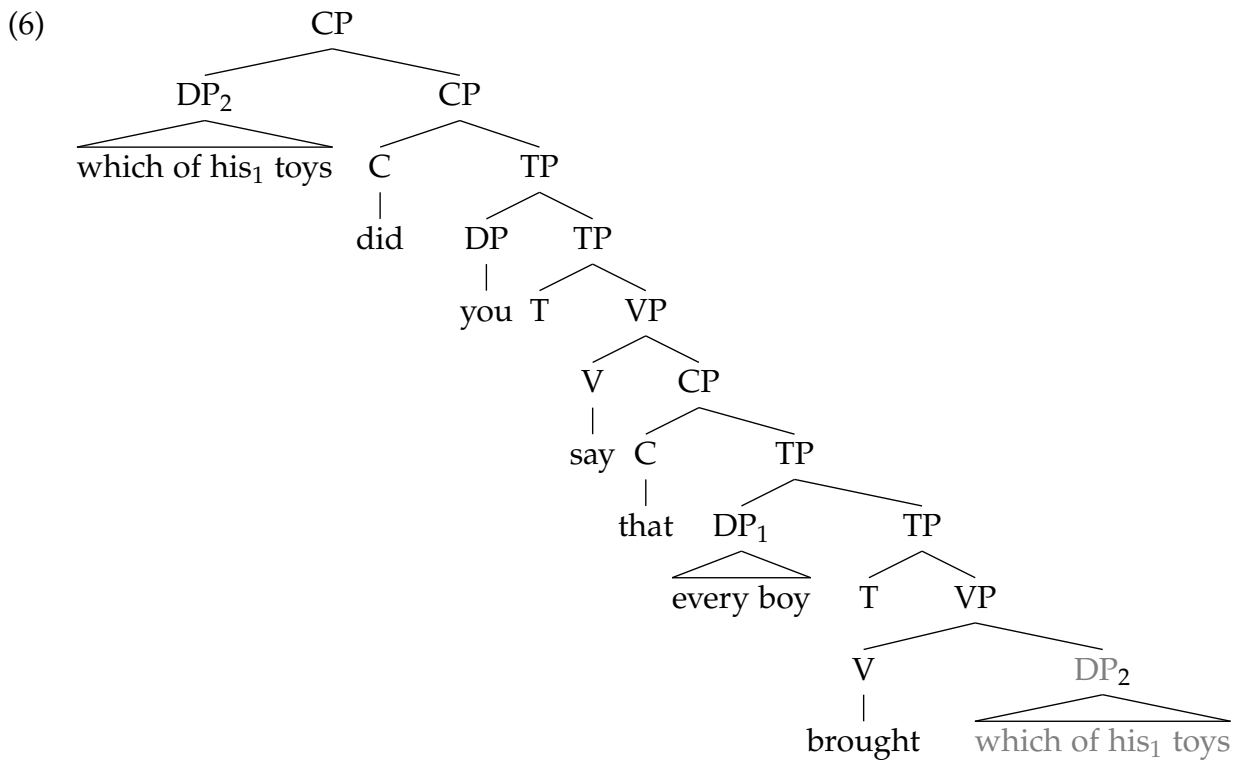 (6) CP
DP₂ CP
which of his₁ toys C TP
did DP TP
you T VP
V CP
say C TP
that DP₁ TP
every boy T VP
V DP₂
brought which of his₁ toys